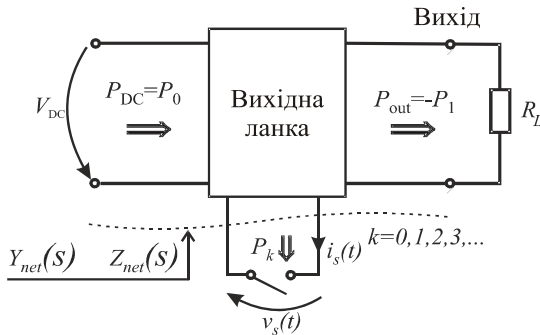 Вихід
P_DC=P_0
Вихідна
ланка
P_out=-P_1
V_DC
R_L
Y_net(s) Z_net(s)
P_k
i_s(t)
k=0,1,2,3,...
v_s(t)